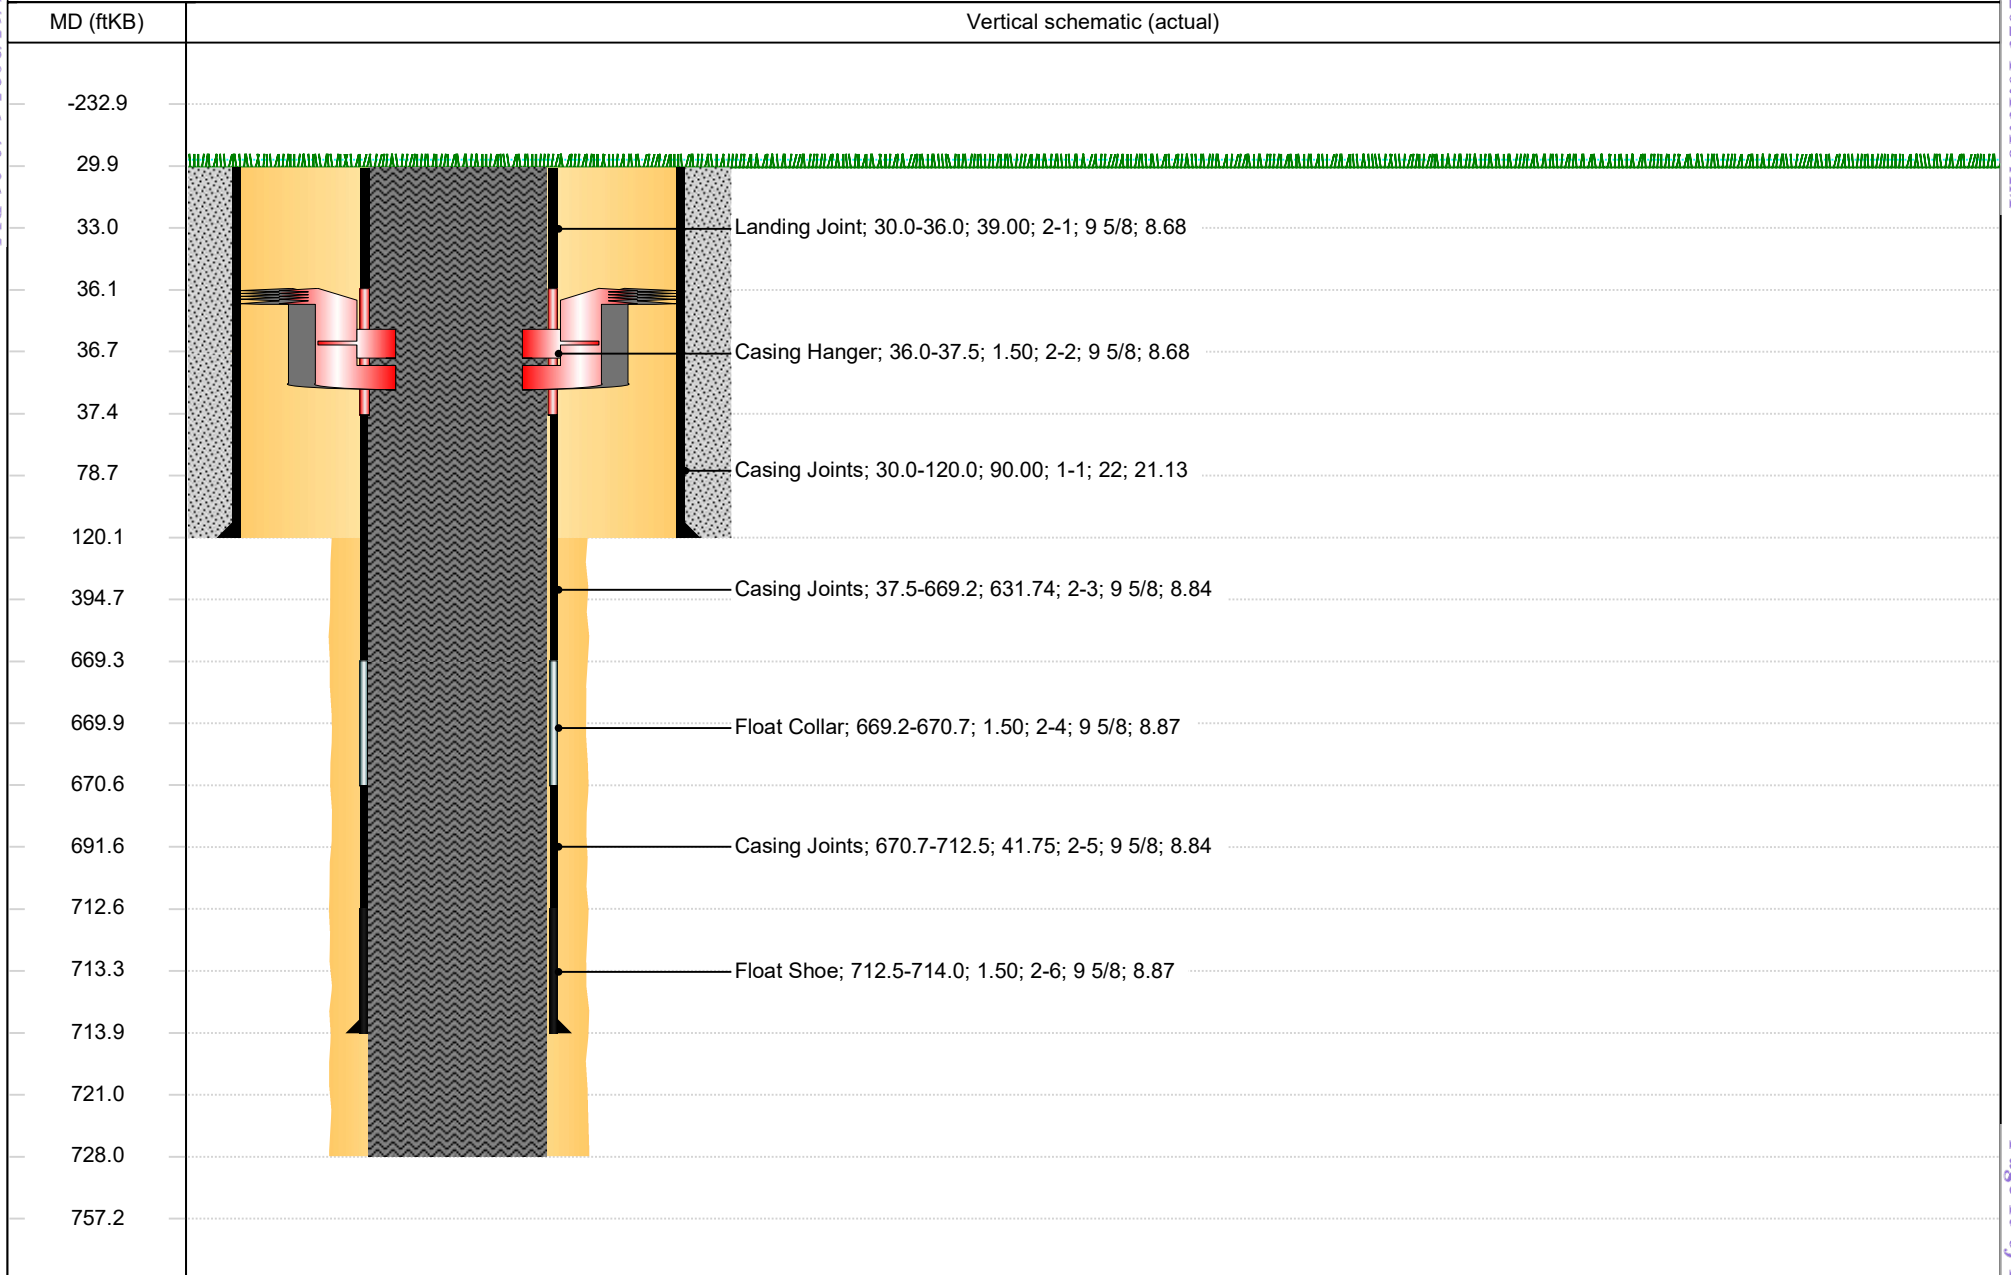 MD (ftKB)
Vertical schematic (actual)
-232.9
29.9
33.0
Landing Joint; 30.0-36.0; 39.00; 2-1; 9 5/8; 8.68
36.1
36.7
Casing Hanger; 36.0-37.5; 1.50; 2-2; 9 5/8; 8.68
37.4
78.7
Casing Joints; 30.0-120.0; 90.00; 1-1; 22; 21.13
120.1
394.7
Casing Joints; 37.5-669.2; 631.74; 2-3; 9 5/8; 8.84
669.3
669.9
Float Collar; 669.2-670.7; 1.50; 2-4; 9 5/8; 8.87
670.6
691.6
Casing Joints; 670.7-712.5; 41.75; 2-5; 9 5/8; 8.84
712.6
713.3
Float Shoe; 712.5-714.0; 1.50; 2-6; 9 5/8; 8.87
713.9
721.0
728.0
757.2